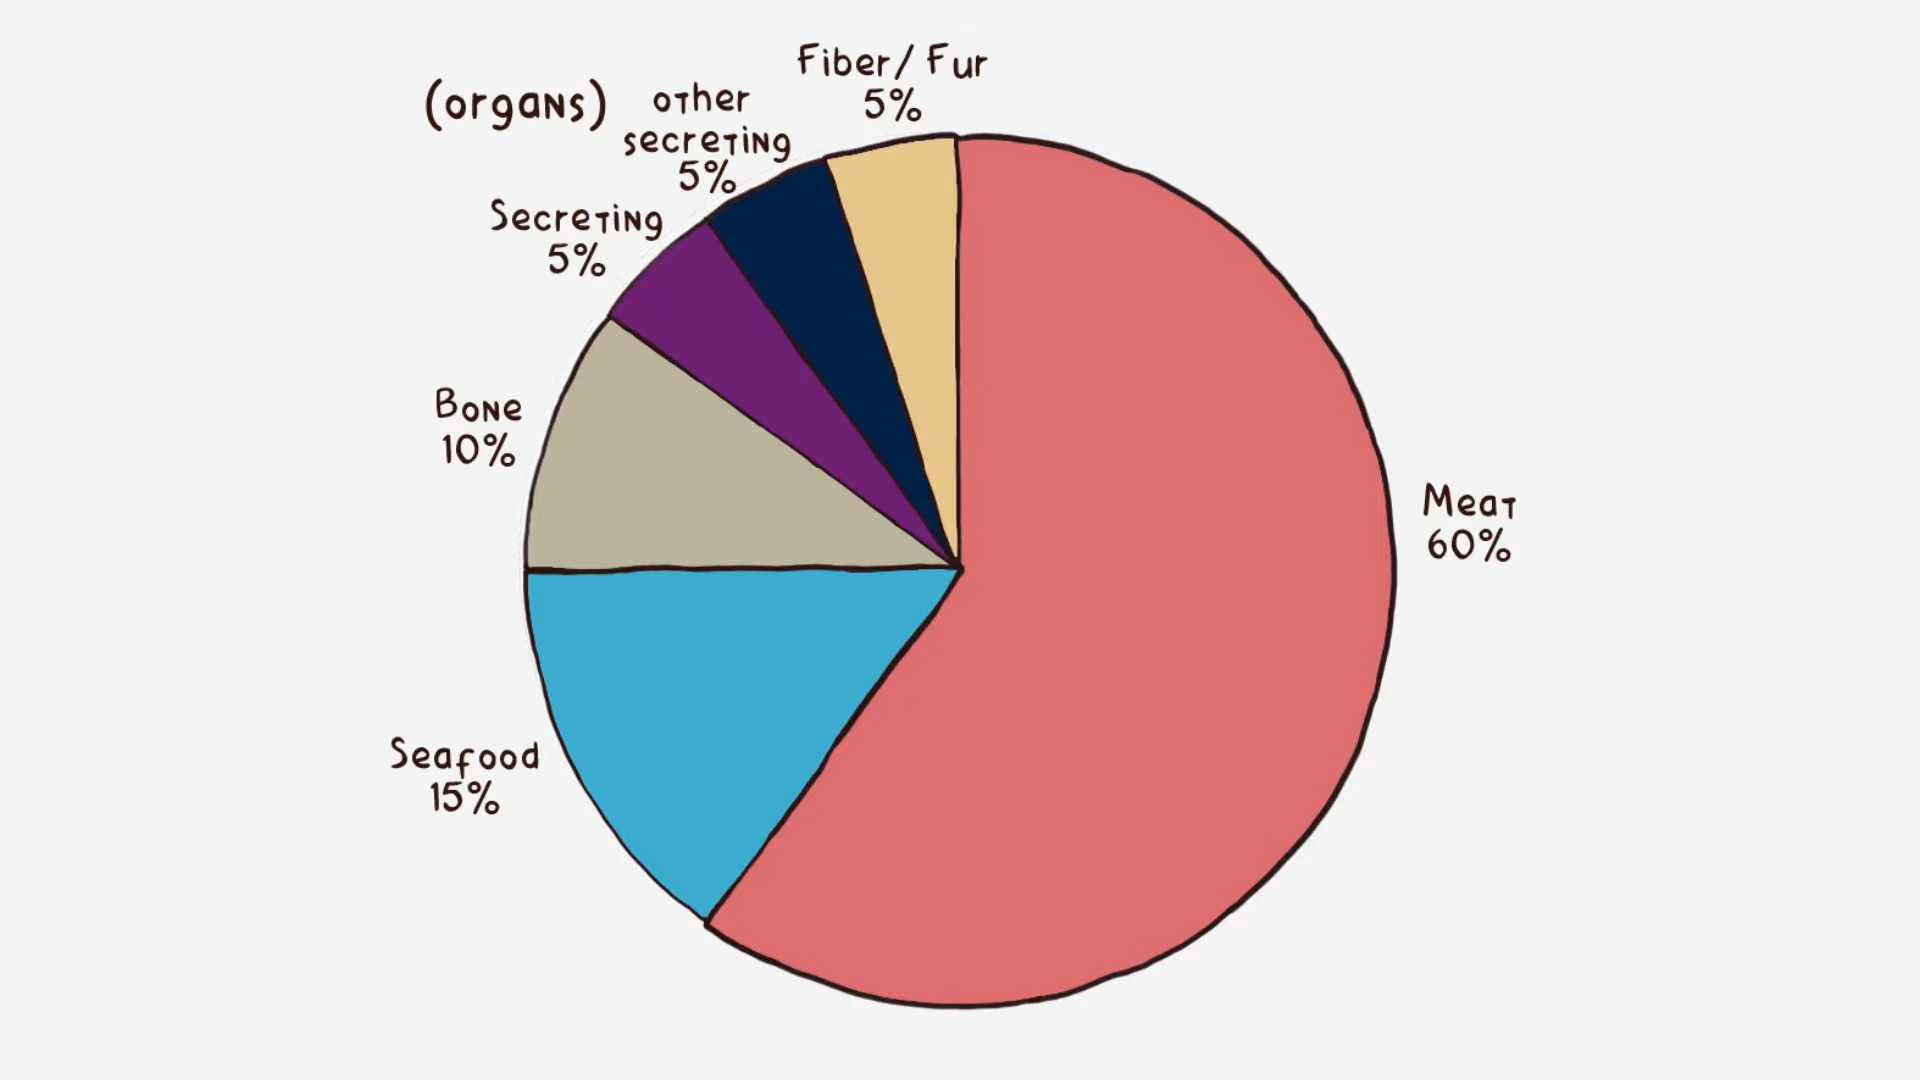 Fiber/ Fur
5%
(organs)
other
secreting
5%
Secreting
5%
Bone
10%
Meat
60%
Seafood
15%